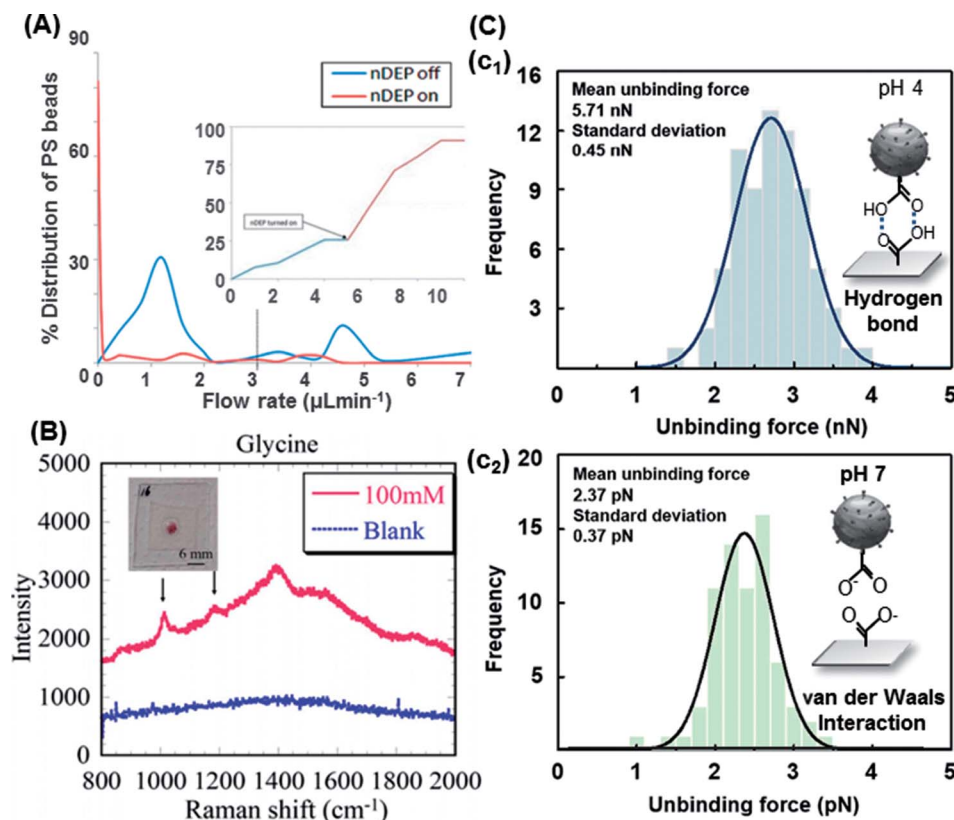 (A)
90
60
30
0
% Distribution of PS beads
nDEP off
nDEP on
100
75
50
25
0
nDEP turned on
0 2 4 6 8 10
0 1 2 3 4 5 6 7
Flow rate (µLmin-1)
(B)
Glycine
5000
4000
3000
2000
1000
0
Intensity
100mM
Blank
6 mm
800 1000 1200 1400 1600 1800 2000
Raman shift (cm-1)
(C)
(c1)
16
12
9
6
3
Frequency
Mean unbinding force
5.71 nN
Standard deviation
0.45 nN
pH 4
HO
O
O
OH
Hydrogen
bond
0 1 2 3 4 5
Unbinding force (nN)
(c2)
20
15
10
5
0
Frequency
Mean unbinding force
2.37 pN
Standard deviation
0.37 pN
pH 7
O-
O
O
O-
van der Waals
Interaction
0 1 2 3 4 5
Unbinding force (pN)